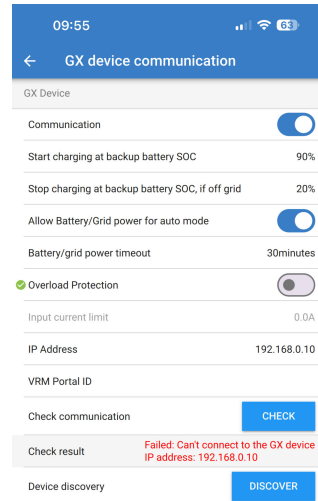 09:55
63
GX device communication
GX Device
Communication
Start charging at backup battery SOC 90%
Stop charging at backup battery SOC, if off grid 20%
Allow Battery/Grid power for auto mode
Battery/grid power timeout 30minutes
Overload Protection
Input current limit 0.0A
IP Address 192.168.0.10
VRM Portal ID
Check communication CHECK
Check result Failed: Can't connect to the GX device
IP address: 192.168.0.10
Device discovery DISCOVER